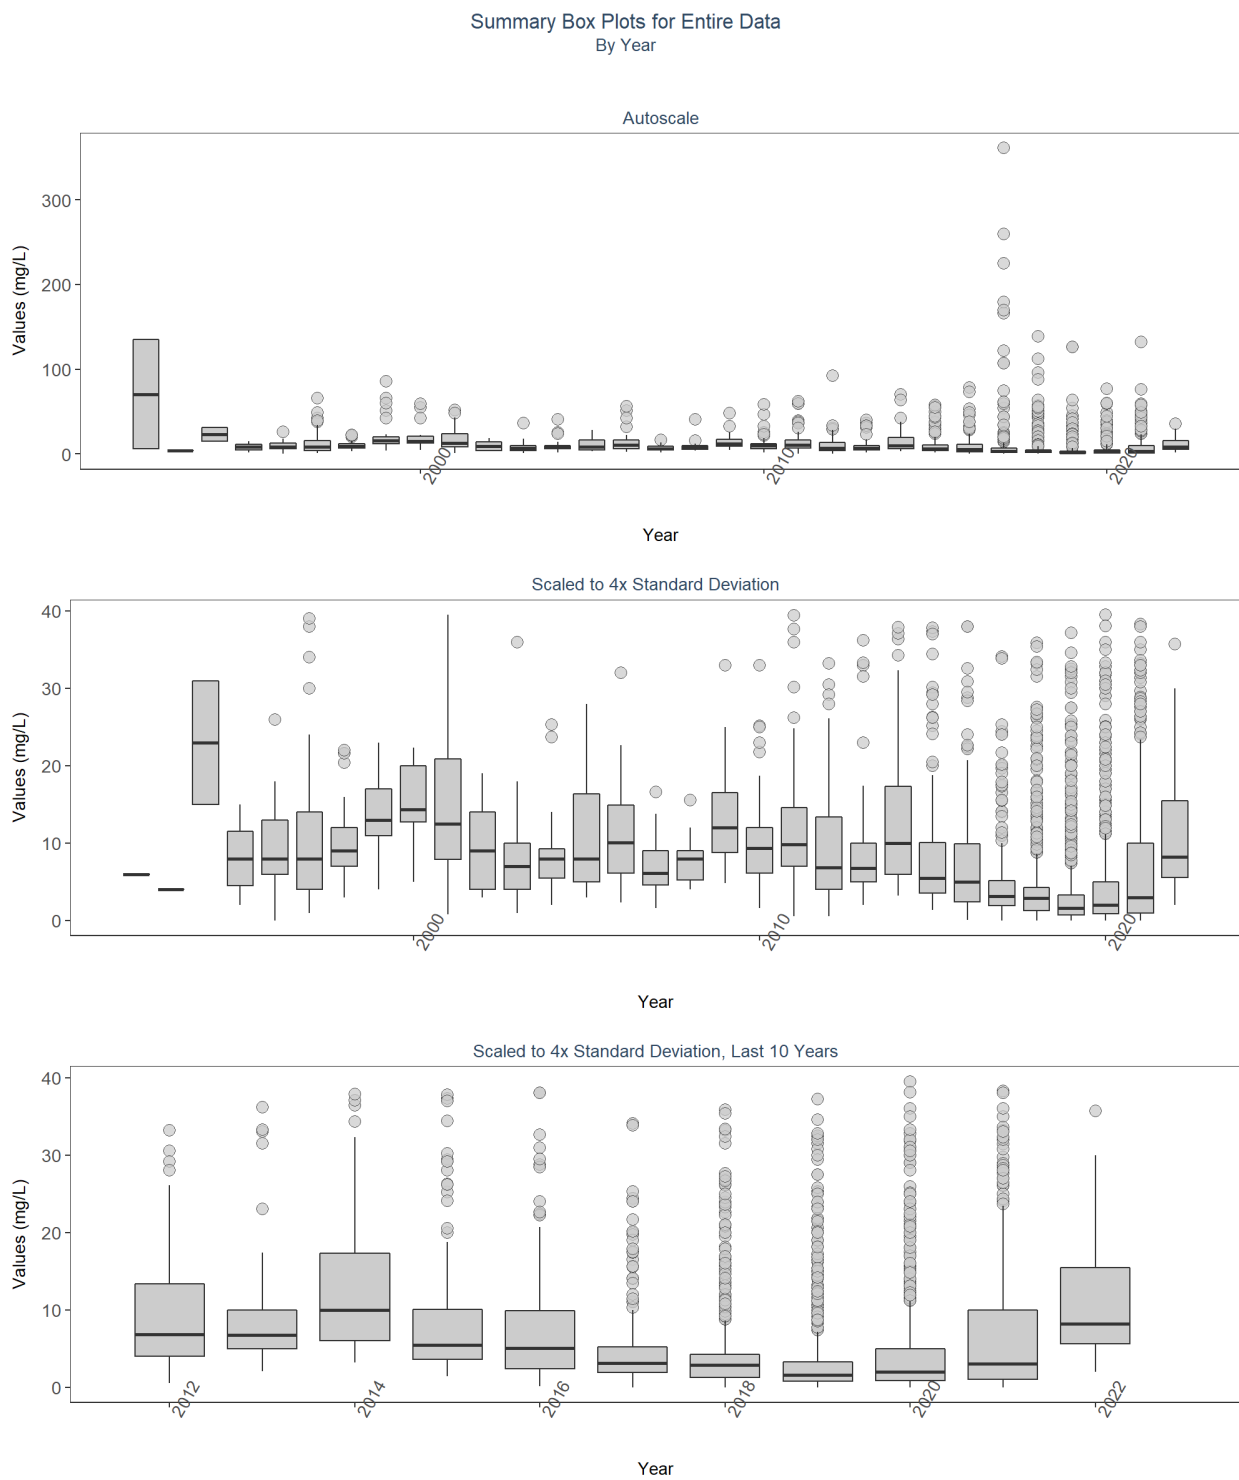 Summary Box Plots for Entire Data
By Year
Autoscale
Values (mg/L)
300
200
100
0
2000
2010
2020
Year
Scaled to 4x Standard Deviation
Values (mg/L)
40
30
20
10
0
2000
2010
2020
Year
Scaled to 4x Standard Deviation, Last 10 Years
Values (mg/L)
40
30
20
10
0
2012
2014
2016
2018
2020
2022
Year